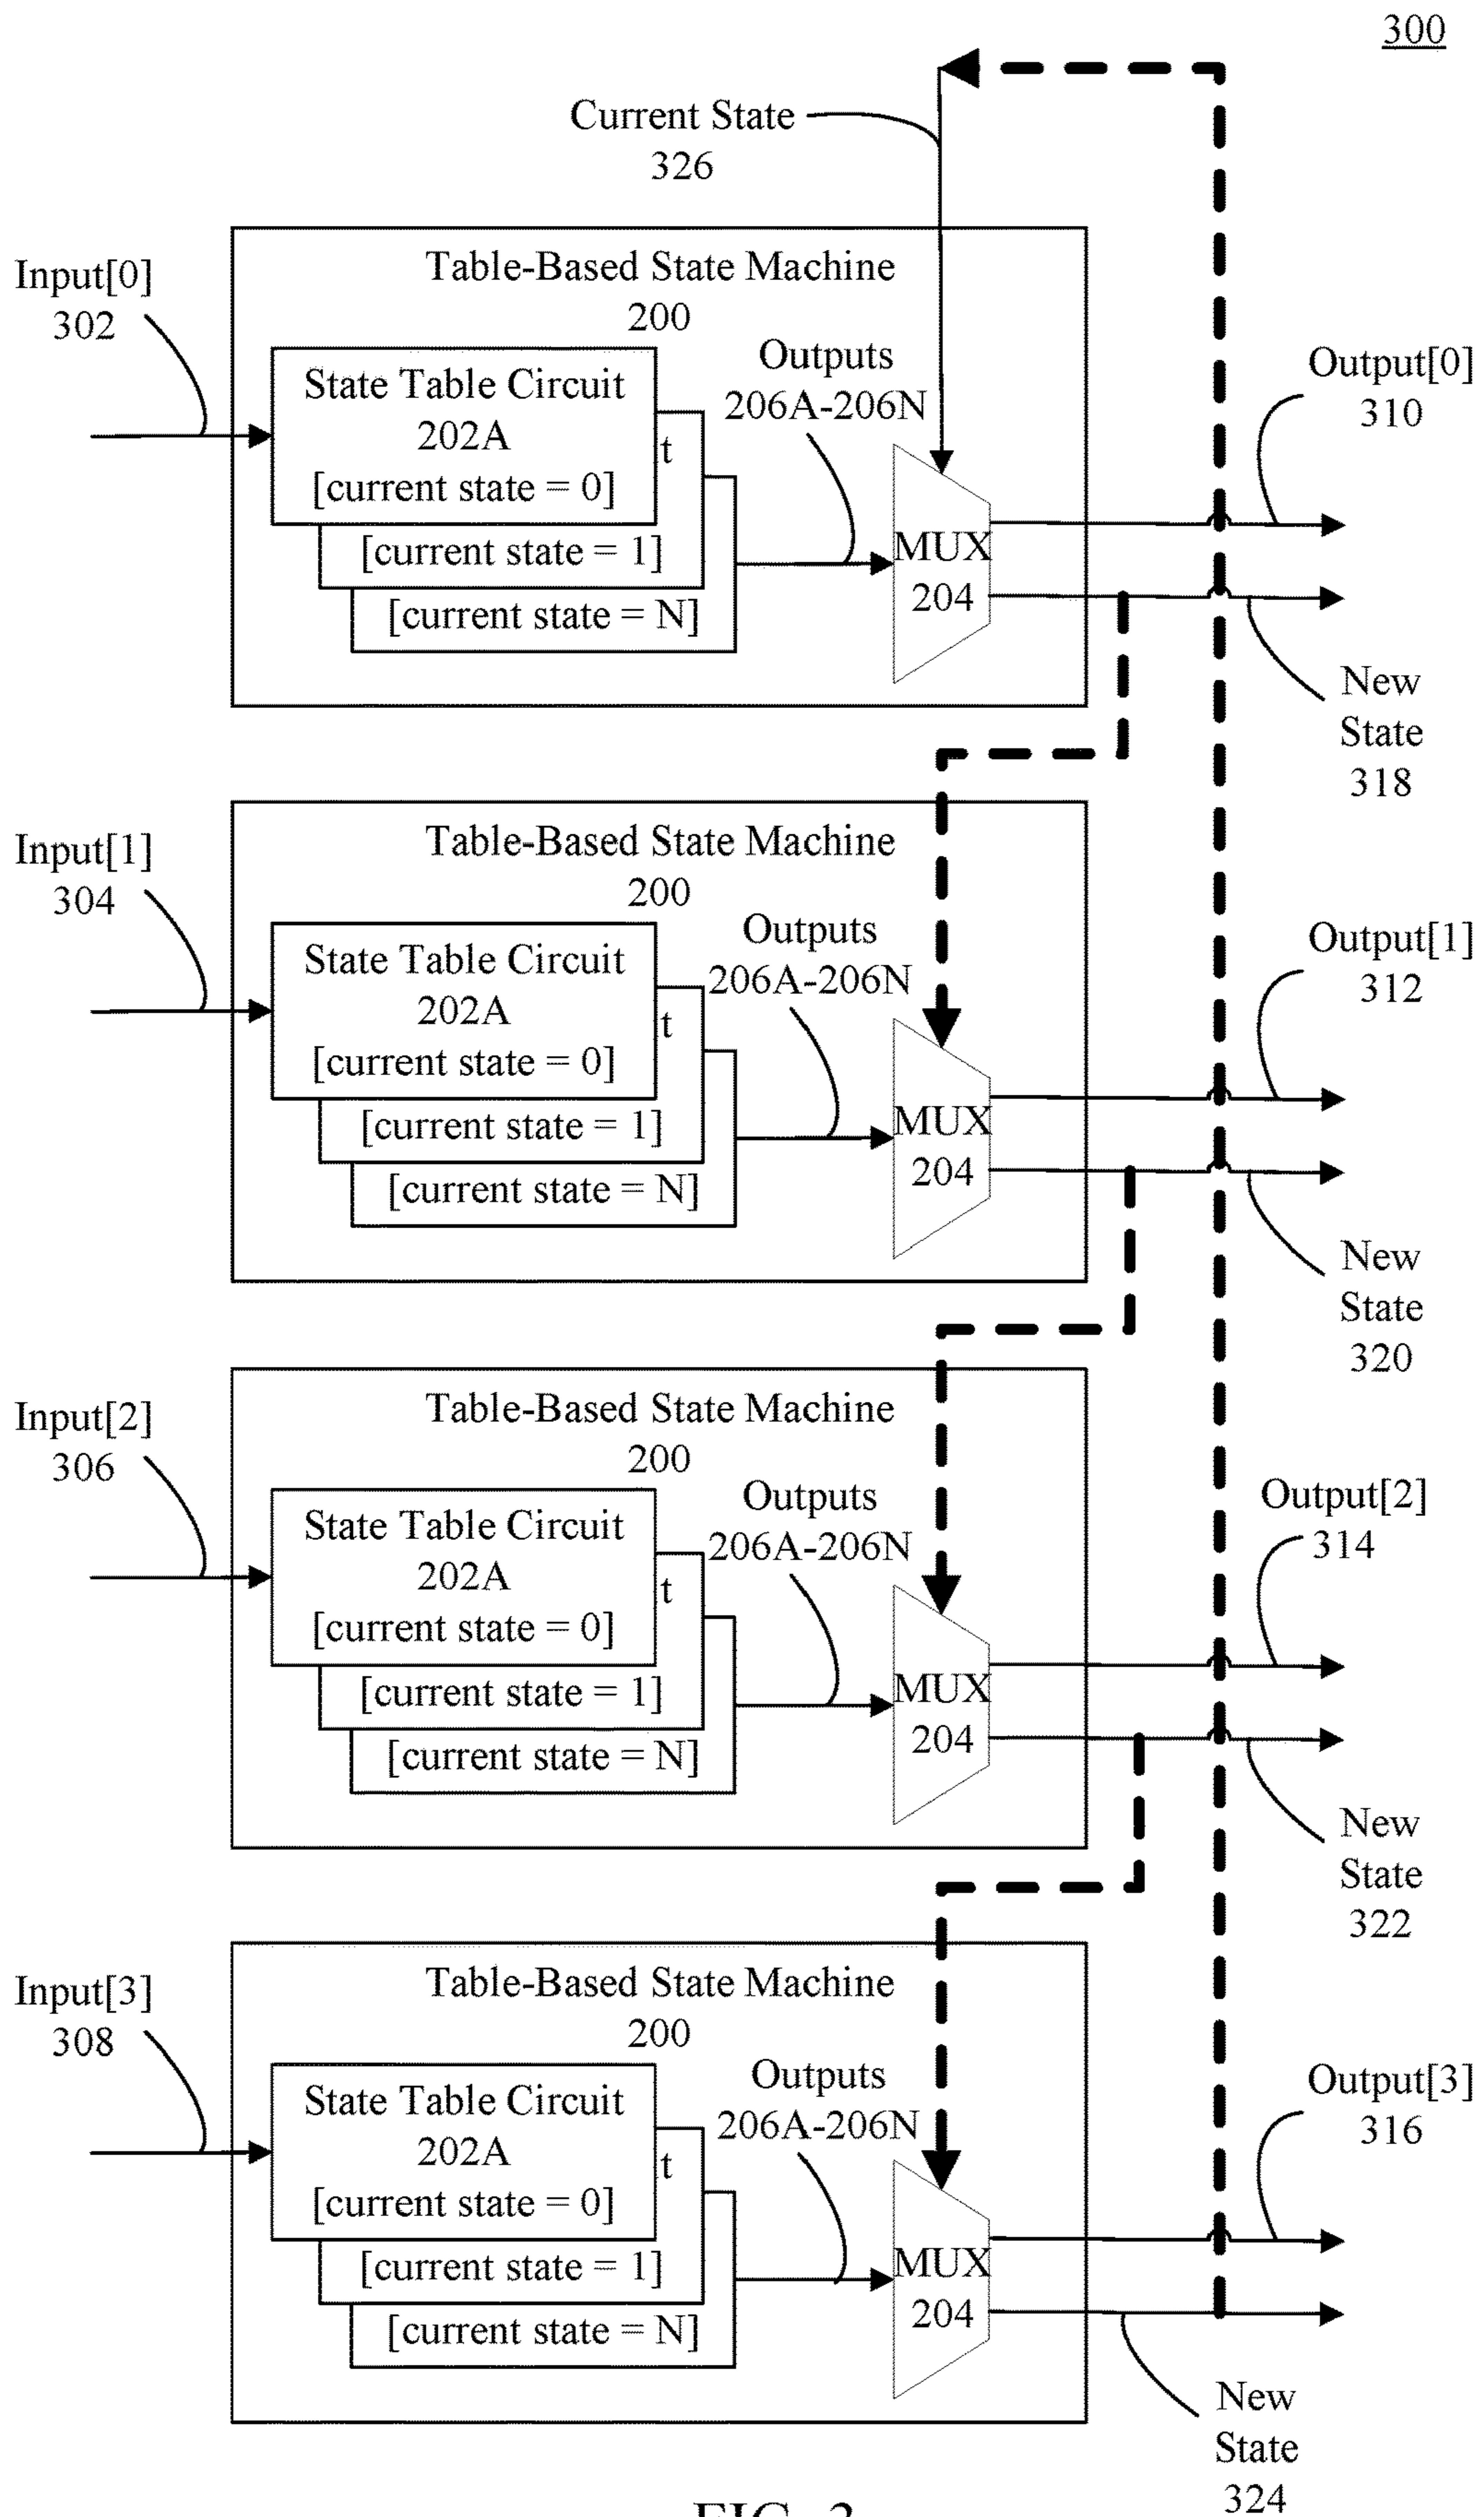 300
Current State
326
Input[0]
302
Table-Based State Machine
200
State Table Circuit
202A
[current state = 0]
t
[current state = 1]
[current state = N]
Outputs
206A-206N
MUX
204
Output[0]
310
New
State
318
Input[1]
304
Table-Based State Machine
200
State Table Circuit
202A
[current state = 0]
t
[current state = 1]
[current state = N]
Outputs
206A-206N
MUX
204
Output[1]
312
New
State
320
Input[2]
306
Table-Based State Machine
200
State Table Circuit
202A
[current state = 0]
t
[current state = 1]
[current state = N]
Outputs
206A-206N
MUX
204
Output[2]
314
New
State
322
Input[3]
308
Table-Based State Machine
200
State Table Circuit
202A
[current state = 0]
t
[current state = 1]
[current state = N]
Outputs
206A-206N
MUX
204
Output[3]
316
New
State
324